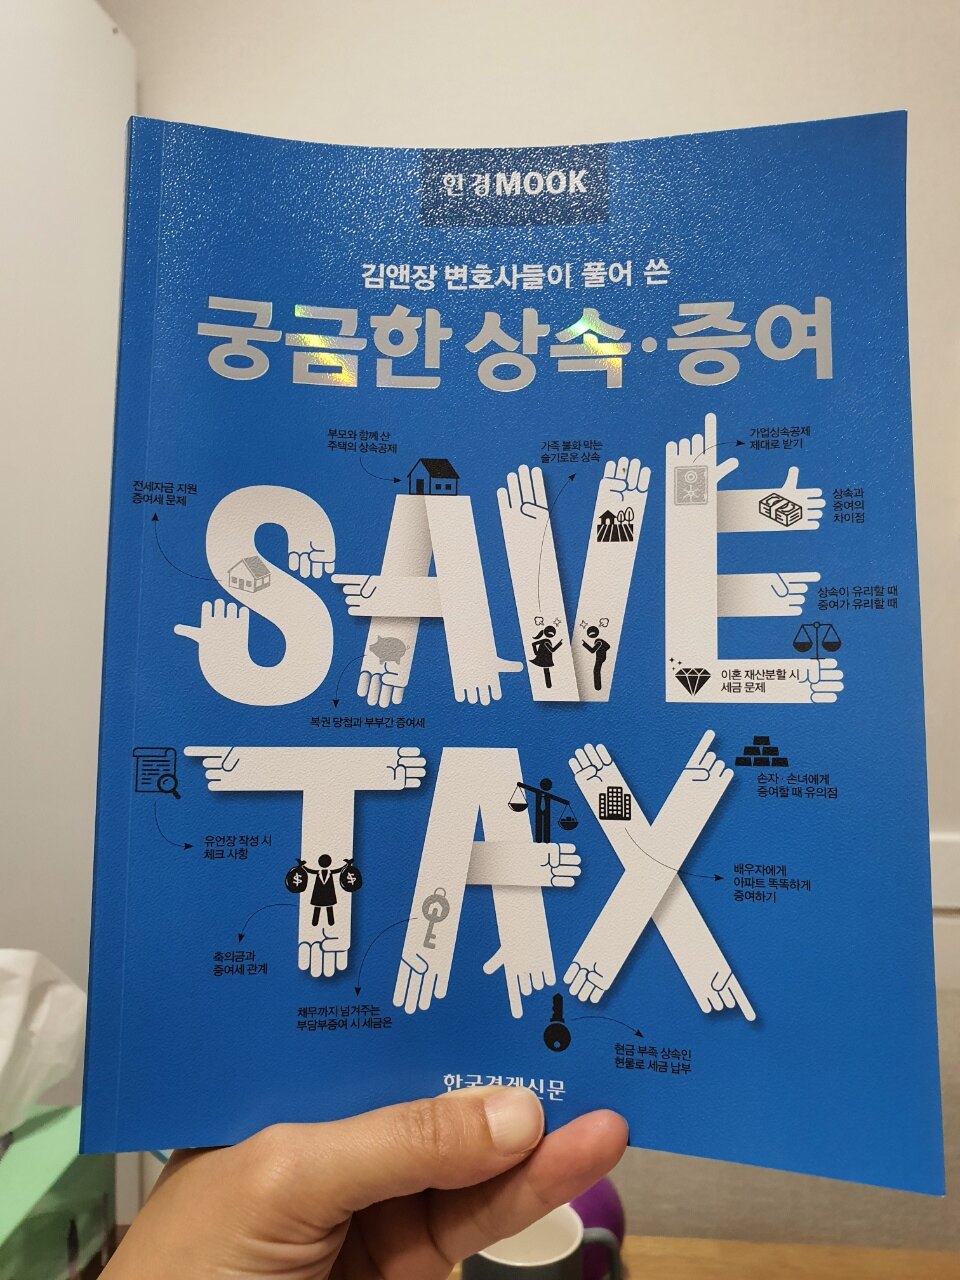 한경MOOK
김앤장 변호사들이 풀어 쓴
궁금한 상속·증여
부모와 함께 산
주택의 상속공제
가족 불화 막는
슬기로운 상속
가업상속공제
제대로 받기
전세자금 지원
증여세 문제
상속과
증여의
차이점
상속이 유리할 때
증여가 유리할 때
이혼 재산분할 시
세금 문제
복권 당첨과 부부간 증여세
SAVE
TAX
손자·손녀에게
증여할 때 유의점
유언장 작성 시
체크 사항
배우자에게
아파트 똑똑하게
증여하기
축의금과
증여세 관계
채무까지 넘겨주는
부담부증여 시 세금은
현금 부족 상속인
현물로 세금 납부
한국경제신문